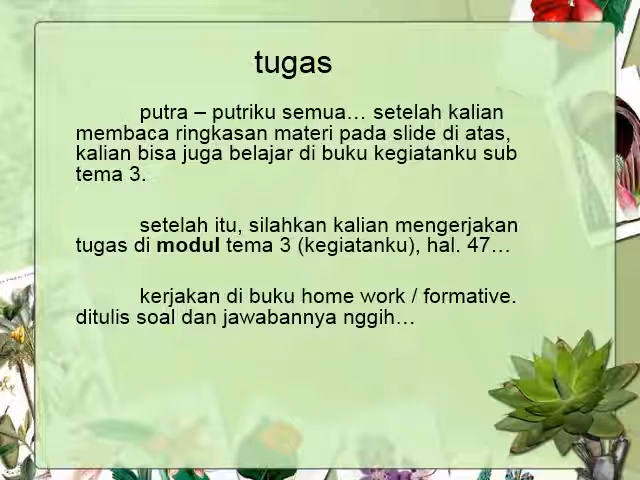 tugas
putra – putriku semua… setelah kalian
membaca ringkasan materi pada slide di atas,
kalian bisa juga belajar di buku kegiatanku sub
tema 3.
setelah itu, silahkan kalian mengerjakan
tugas di modul tema 3 (kegiatanku), hal. 47…
kerjakan di buku home work / formative.
ditulis soal dan jawabannya nggih…